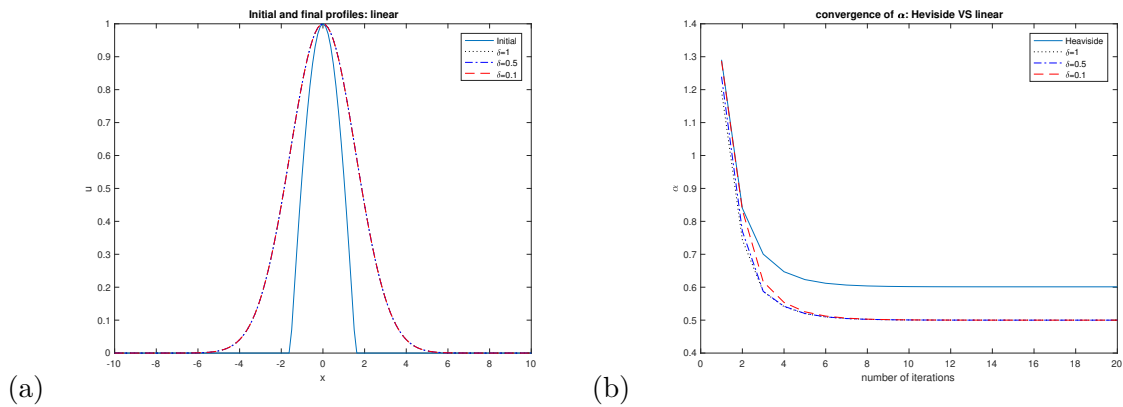 Initial and final profiles: linear
1
0.9
0.8
0.7
0.6
0.5
0.4
0.3
0.2
0.1
0
u
-10 -8 -6 -4 -2 0 2 4 6 8 10
x
Initial
δ=1
δ=0.5
δ=0.1
(a)
convergence of α: Heviside VS linear
1.4
1.3
1.2
1.1
1
0.9
0.8
0.7
0.6
0.5
0.4
α
0 2 4 6 8 10 12 14 16 18 20
number of iterations
Heaviside
δ=1
δ=0.5
δ=0.1
(b)